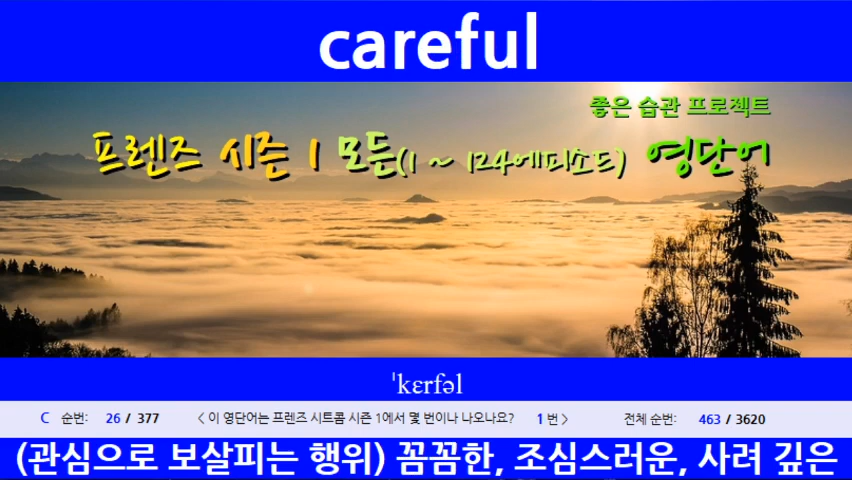 careful
좋은 습관 프로젝트
프렌즈 시즌 1 모든(1 ~ 124에피소드) 영단어
ˈkɛrfəl
C 순번: 26 / 377 < 이 영단어는 프렌즈 시트콤 시즌 1에서 몇 번이나 나오나요? 1 번 > 전체 순번: 463 / 3620
(관심으로 보살피는 행위) 꼼꼼한, 조심스러운, 사려 깊은